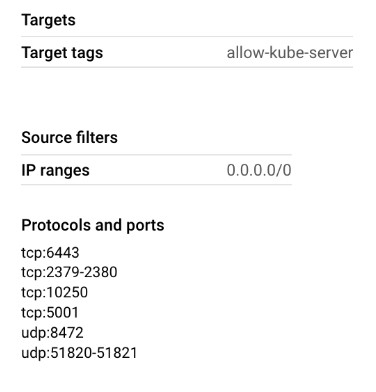 Targets
Target tags allow-kube-server
Source filters
IP ranges 0.0.0.0/0
Protocols and ports
tcp:6443
tcp:2379-2380
tcp:10250
tcp:5001
udp:8472
udp:51820-51821